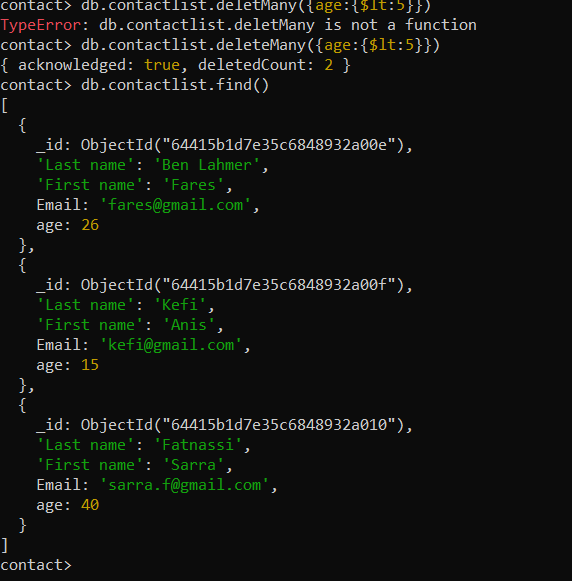 contact> db.contactlist.deletMany({age:{$lt:5}})
TypeError: db.contactlist.deletMany is not a function
contact> db.contactlist.deleteMany({age:{$lt:5}})
{ acknowledged: true, deletedCount: 2 }
contact> db.contactlist.find()
[
  {
    _id: ObjectId("64415b1d7e35c6848932a00e"),
    'Last name': 'Ben Lahmer',
    'First name': 'Fares',
    Email: 'fares@gmail.com',
    age: 26
  },
  {
    _id: ObjectId("64415b1d7e35c6848932a00f"),
    'Last name': 'Kefi',
    'First name': 'Anis',
    Email: 'kefi@gmail.com',
    age: 15
  },
  {
    _id: ObjectId("64415b1d7e35c6848932a010"),
    'Last name': 'Fatnassi',
    'First name': 'Sarra',
    Email: 'sarra.f@gmail.com',
    age: 40
  }
]
contact>